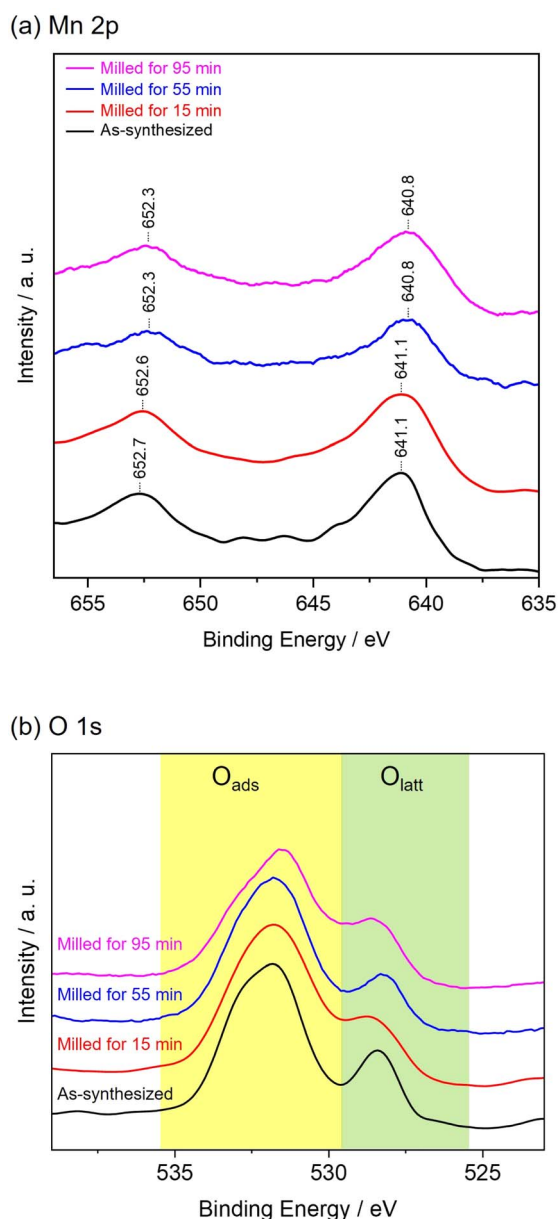 (a) Mn 2p
Milled for 95 min
Milled for 55 min
Milled for 15 min
As-synthesized
652.3
640.8
652.3
640.8
652.6
641.1
652.7
641.1
Intensity / a. u.
655 650 645 640 635
Binding Energy / eV
(b) O 1s
Oads Olatt
Milled for 95 min
Milled for 55 min
Milled for 15 min
As-synthesized
Intensity / a. u.
535 530 525
Binding Energy / eV